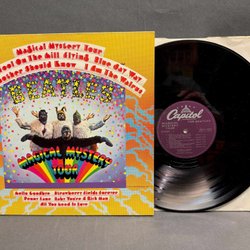 Magical Mystery Tour
Fool On The Hill Flying Blue Jay Way
Mother Should Know I Am The Walrus
BEATLES
MAGICAL MYSTERY
TOUR
Hello Goodbye Strawberry Fields Forever
Penny Lane Baby You're A Rich Man
All You Need Is Love
Capitol